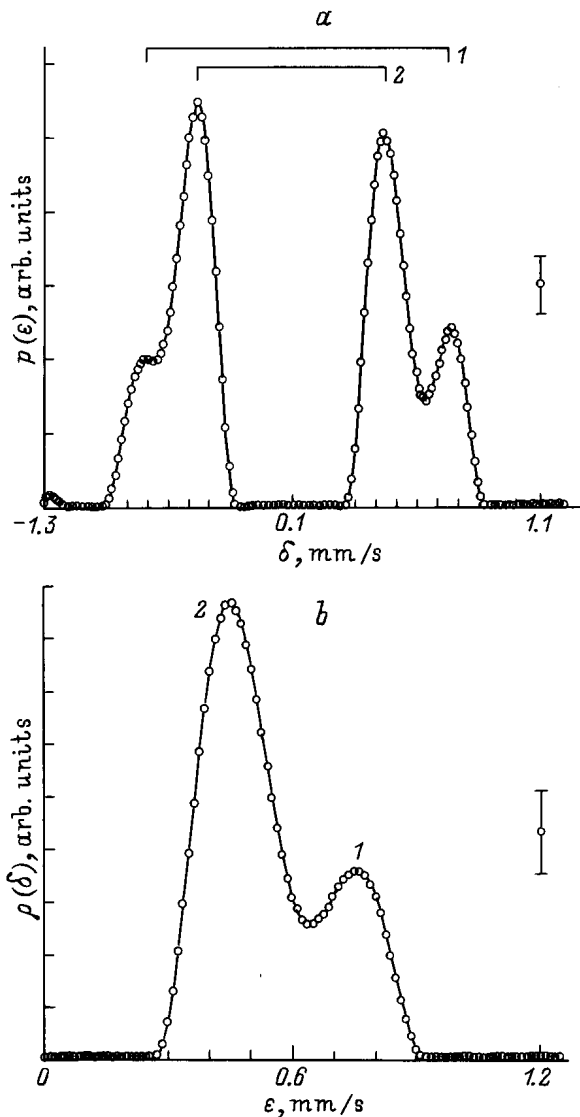 a
1
2
p(ε), arb. units
-1.3
0.1
1.1
δ, mm/s
2
b
1
ρ(δ), arb. units
0
0.6
1.2
ε, mm/s